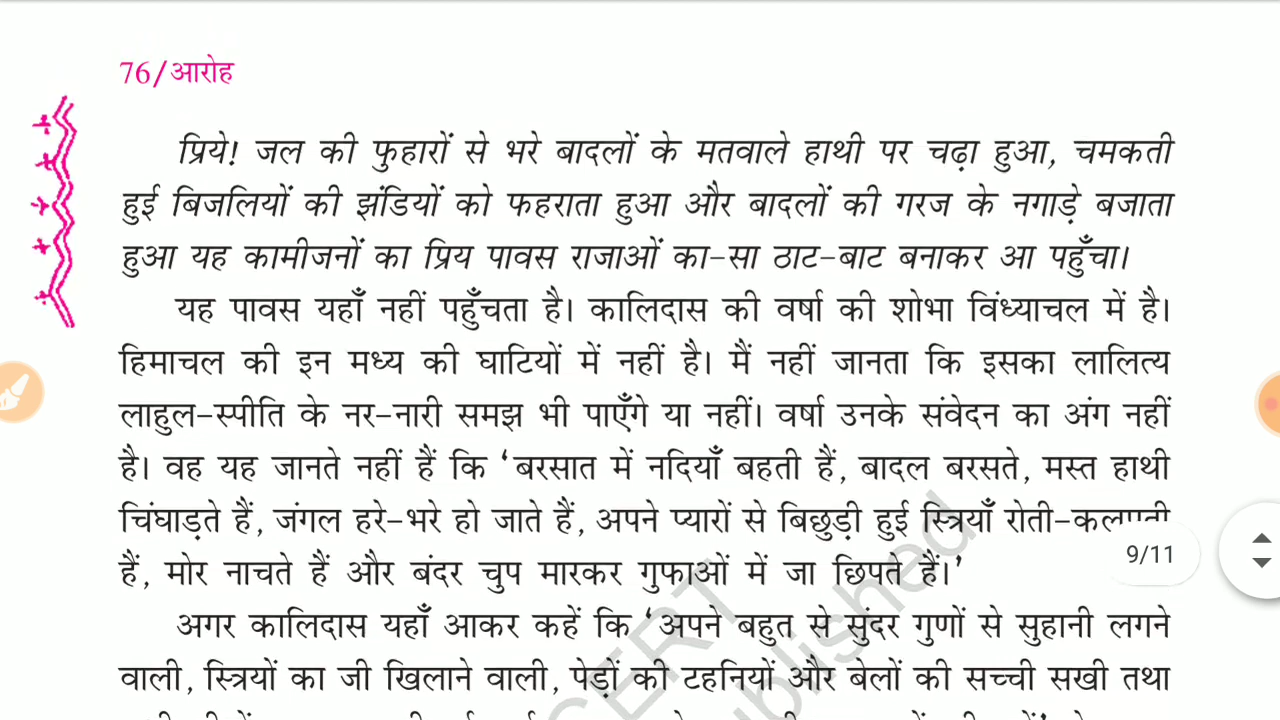 76/आरोह
प्रिये! जल की फुहारों से भरे बादलों के मतवाले हाथी पर चढ़ा हुआ, चमकती
हुई बिजलियों की झंडियों को फहराता हुआ और बादलों की गरज के नगाड़े बजाता
हुआ यह कामीजनों का प्रिय पावस राजाओं का-सा ठाट-बाट बनाकर आ पहुँचा।
यह पावस यहाँ नहीं पहुँचता है। कालिदास की वर्षा की शोभा विंध्याचल में है।
हिमाचल की इन मध्य की घाटियों में नहीं है। मैं नहीं जानता कि इसका लालित्य
लाहुल-स्पीति के नर-नारी समझ भी पाएँगे या नहीं। वर्षा उनके संवेदन का अंग नहीं
है। वह यह जानते नहीं हैं कि ‘बरसात में नदियाँ बहती हैं, बादल बरसते, मस्त हाथी
चिंघाड़ते हैं, जंगल हरे-भरे हो जाते हैं, अपने प्यारों से बिछुड़ी हुई स्त्रियाँ रोती-कलपती
हैं, मोर नाचते हैं और बंदर चुप मारकर गुफाओं में जा छिपते हैं।’
9/11
अगर कालिदास यहाँ आकर कहें कि ‘अपने बहुत से सुंदर गुणों से सुहानी लगने
वाली, स्त्रियों का जी खिलाने वाली, पेड़ों की टहनियों और बेलों की सच्ची सखी तथा